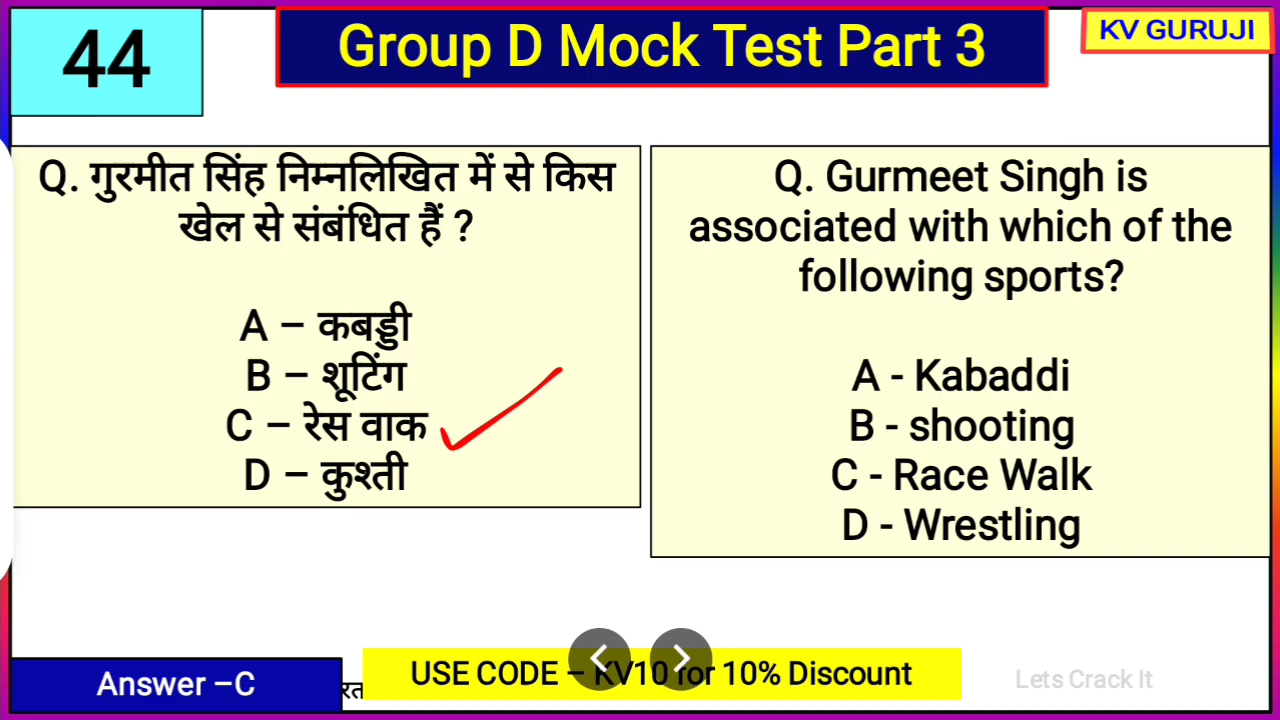 44
Group D Mock Test Part 3
KV GURUJI
Q. गुरमीत सिंह निम्नलिखित में से किस
खेल से संबंधित हैं ?
A – कबड्डी
B – शूटिंग
C – रेस वाक
D – कुश्ती
Q. Gurmeet Singh is
associated with which of the
following sports?
A - Kabaddi
B - shooting
C - Race Walk
D - Wrestling
Answer –C
USE CODE – KV10 for 10% Discount
Lets Crack It